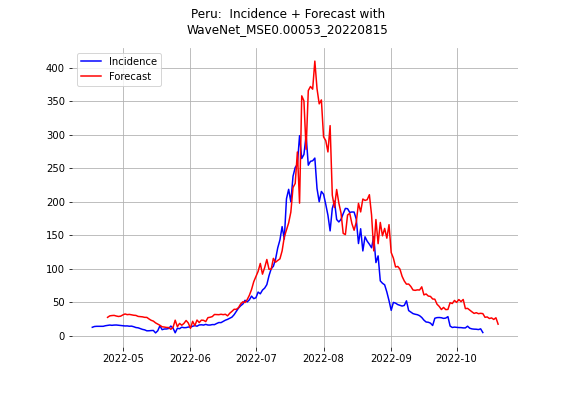 Peru:  Incidence + Forecast with
WaveNet_MSE0.00053_20220815
Incidence
Forecast
400
350
300
250
200
150
100
50
0
2022-05 2022-06 2022-07 2022-08 2022-09 2022-10